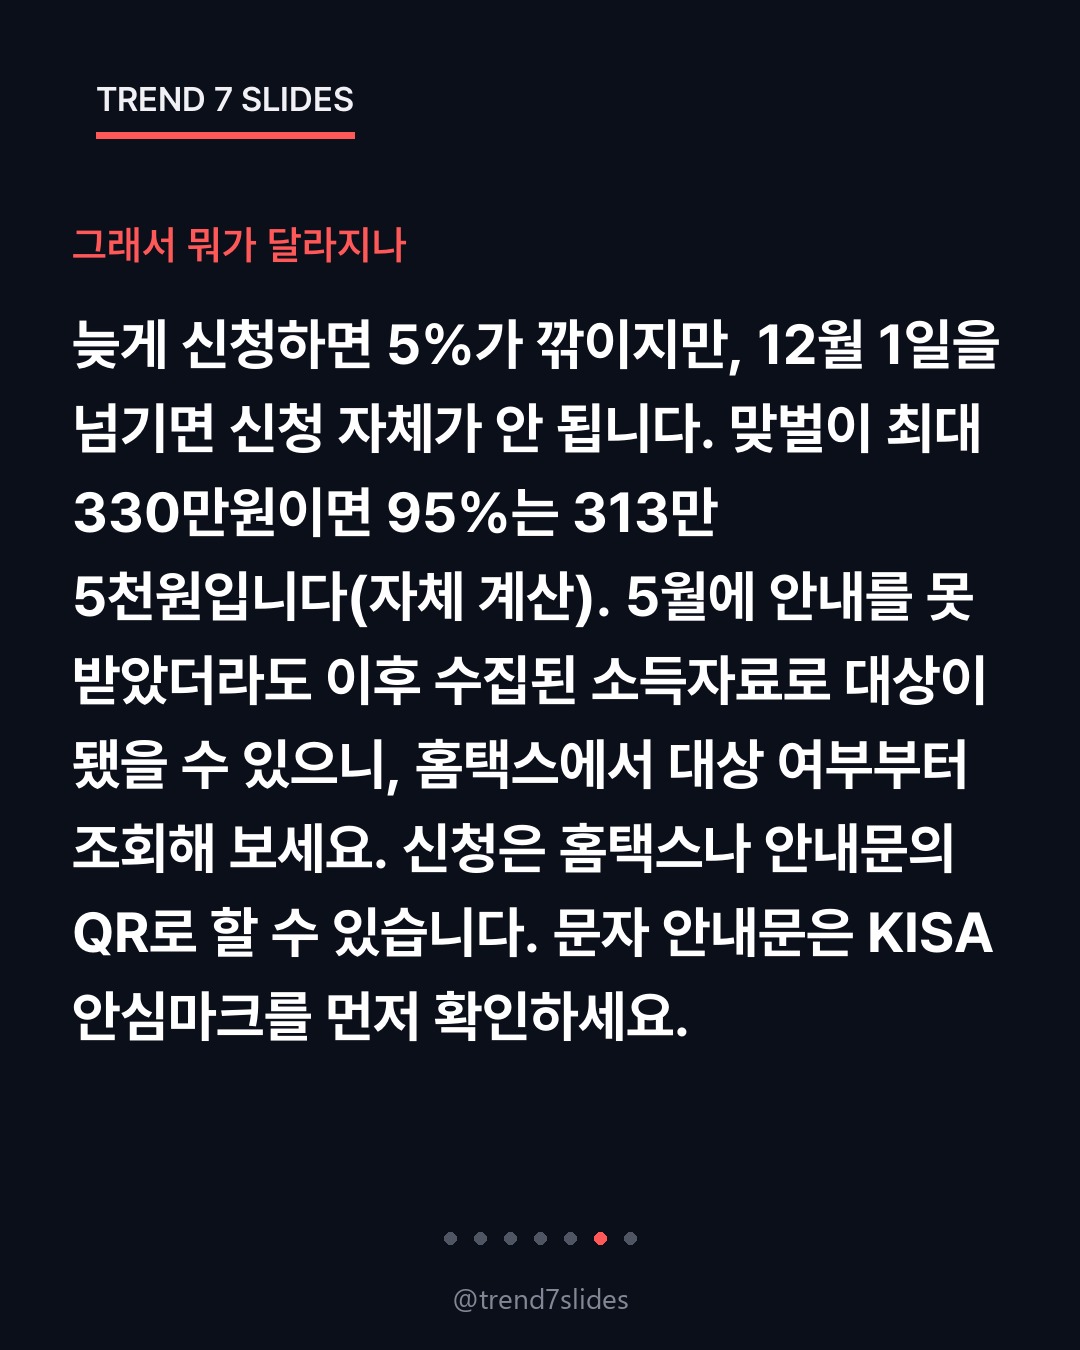 TREND 7 SLIDES
그래서 뭐가 달라지나
늦게 신청하면 5%가 깎이지만, 12월 1일을
넘기면 신청 자체가 안 됩니다. 맞벌이 최대
330만원이면 95%는 313만
5천원입니다(자체 계산). 5월에 안내를 못
받았더라도 이후 수집된 소득자료로 대상이
됐을 수 있으니, 홈택스에서 대상 여부부터
조회해 보세요. 신청은 홈택스나 안내문의
QR로 할 수 있습니다. 문자 안내문은 KISA
안심마크를 먼저 확인하세요.
@trend7slides